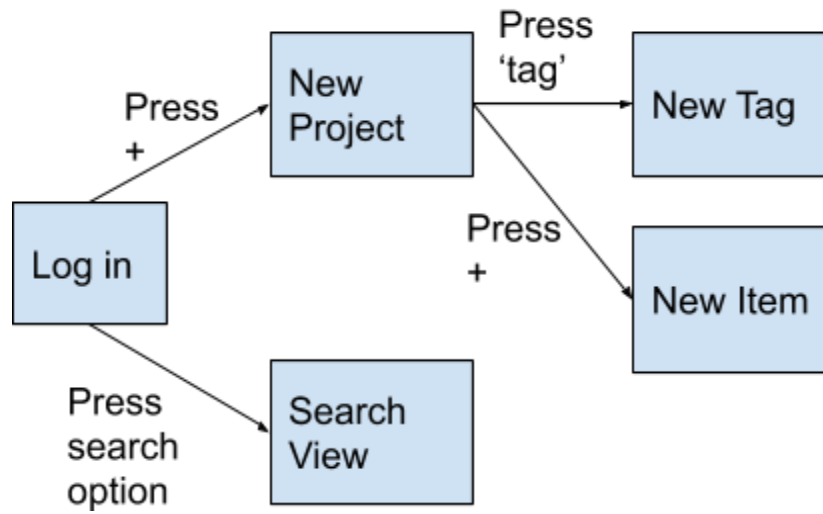 Press
+
New
Project
Press
‘tag’
New Tag
Log in
Press
+
New Item
Press
search
option
Search
View